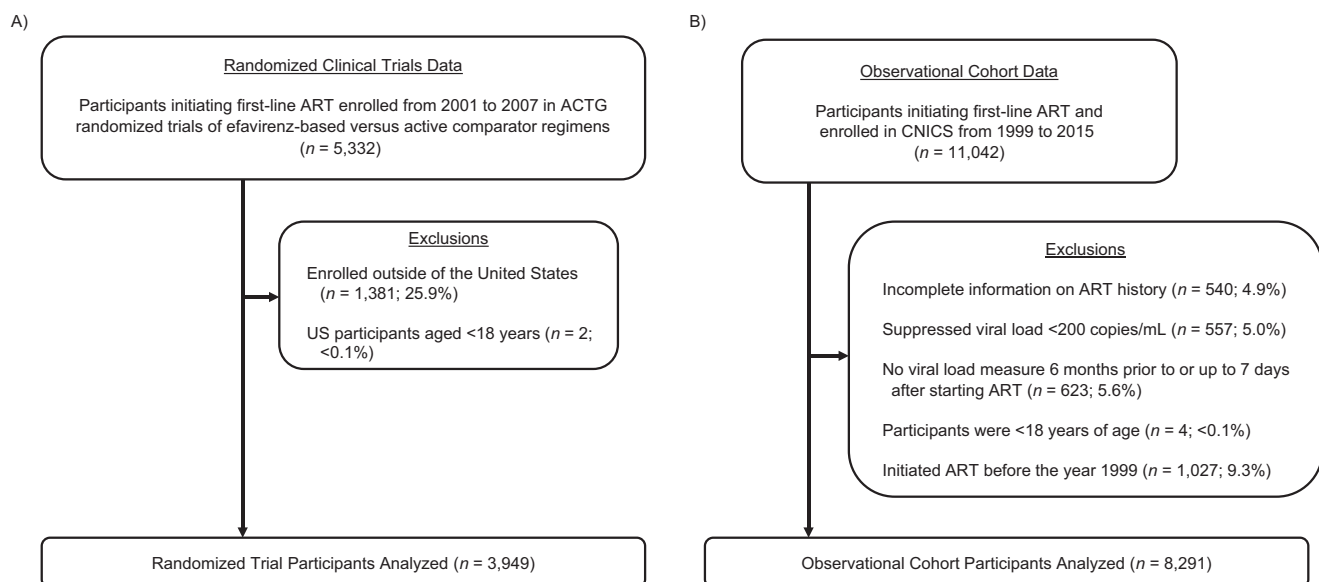 A)
Randomized Clinical Trials Data
Participants initiating first-line ART enrolled from 2001 to 2007 in ACTG
randomized trials of efavirenz-based versus active comparator regimens
(n = 5,332)
Exclusions
Enrolled outside of the United States
(n = 1,381; 25.9%)
US participants aged <18 years (n = 2;
<0.1%)
Randomized Trial Participants Analyzed (n = 3,949)
B)
Observational Cohort Data
Participants initiating first-line ART and
enrolled in CNICS from 1999 to 2015
(n = 11,042)
Exclusions
Incomplete information on ART history (n = 540; 4.9%)
Suppressed viral load <200 copies/mL (n = 557; 5.0%)
No viral load measure 6 months prior to or up to 7 days
after starting ART (n = 623; 5.6%)
Participants were <18 years of age (n = 4; <0.1%)
Initiated ART before the year 1999 (n = 1,027; 9.3%)
Observational Cohort Participants Analyzed (n = 8,291)